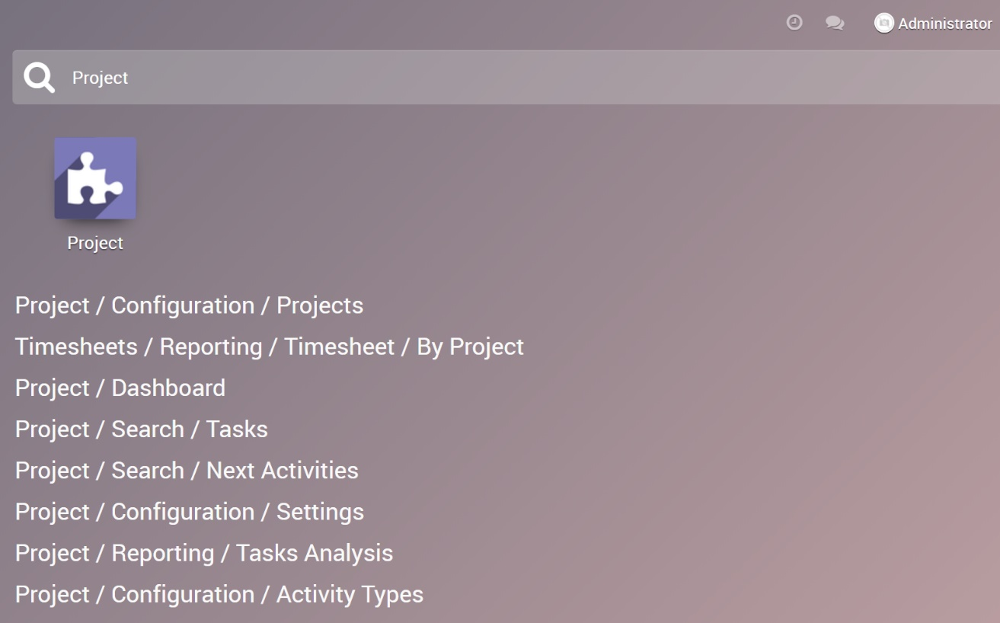 Administrator
Project
Project
Project / Configuration / Projects
Timesheets / Reporting / Timesheet / By Project
Project / Dashboard
Project / Search / Tasks
Project / Search / Next Activities
Project / Configuration / Settings
Project / Reporting / Tasks Analysis
Project / Configuration / Activity Types